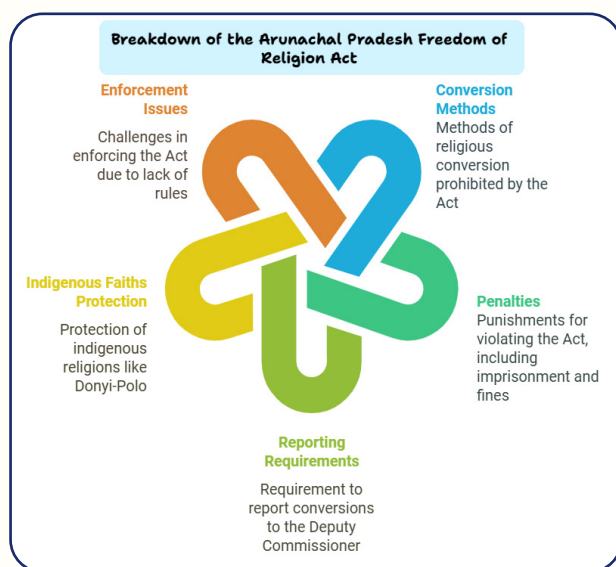 Breakdown of the Arunachal Pradesh Freedom of
Religion Act
Enforcement
Issues
Challenges in
enforcing the Act
due to lack of
rules
Conversion
Methods
Methods of
religious
conversion
prohibited by the
Act
Indigenous Faiths
Protection
Protection of
indigenous
religions like
Donyi-Polo
Penalties
Punishments for
violating the Act,
including
imprisonment and
fines
Reporting
Requirements
Requirement to
report conversions
to the Deputy
Commissioner